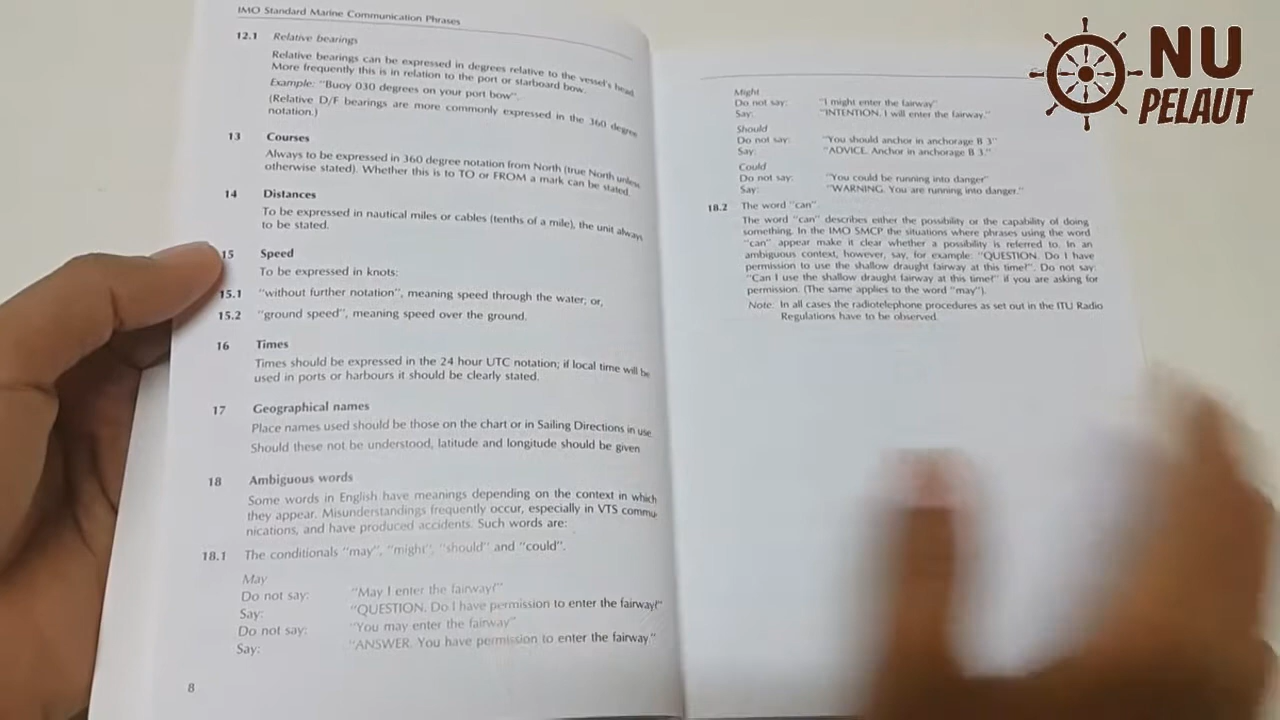 IMO Standard Marine Communication Phrases
12.1 Relative bearings
Relative bearings can be expressed in degrees relative to the vessel's head.
More frequently this is in relation to the port or starboard bow.
Example: "Buoy 030 degrees on your port bow".
(Relative D/F bearings are more commonly expressed in the 360 degree
notation.)
13 Courses
Always to be expressed in 360 degree notation from North (true North unless
otherwise stated). Whether this is to TO or FROM a mark can be stated.
14 Distances
To be expressed in nautical miles or cables (tenths of a mile), the unit always
to be stated.
15 Speed
To be expressed in knots:
15.1 "without further notation", meaning speed through the water; or,
15.2 "ground speed", meaning speed over the ground.
16 Times
Times should be expressed in the 24 hour UTC notation; if local time will be
used in ports or harbours it should be clearly stated.
17 Geographical names
Place names used should be those on the chart or in Sailing Directions in use.
Should these not be understood, latitude and longitude should be given
18 Ambiguous words
Some words in English have meanings depending on the context in which
they appear. Misunderstandings frequently occur, especially in VTS commu-
nications, and have produced accidents. Such words are:
18.1 The conditionals "may", "might", "should" and "could".
May
Do not say: "May I enter the fairway?"
Say: "QUESTION. Do I have permission to enter the fairway?"
Do not say: "You may enter the fairway"
Say: "ANSWER. You have permission to enter the fairway."
8
Might
Do not say: "I might enter the fairway"
Say: "INTENTION. I will enter the fairway."
Should
Do not say: "You should anchor in anchorage B 3"
Say: "ADVICE. Anchor in anchorage B 3."
Could
Do not say: "You could be running into danger"
Say: "WARNING. You are running into danger."
18.2 The word "can".
The word "can" describes either the possibility or the capability of doing
something. In the IMO SMCP the situations where phrases using the word
"can" appear make it clear whether a possibility is referred to. In an
ambiguous context, however, say, for example: "QUESTION. Do I have
permission to use the shallow draught fairway at this time?". Do not say:
"Can I use the shallow draught fairway at this time?" if you are asking for
permission. (The same applies to the word "may").
Note: In all cases the radiotelephone procedures as set out in the ITU Radio
Regulations have to be observed.
NU
PELAUT